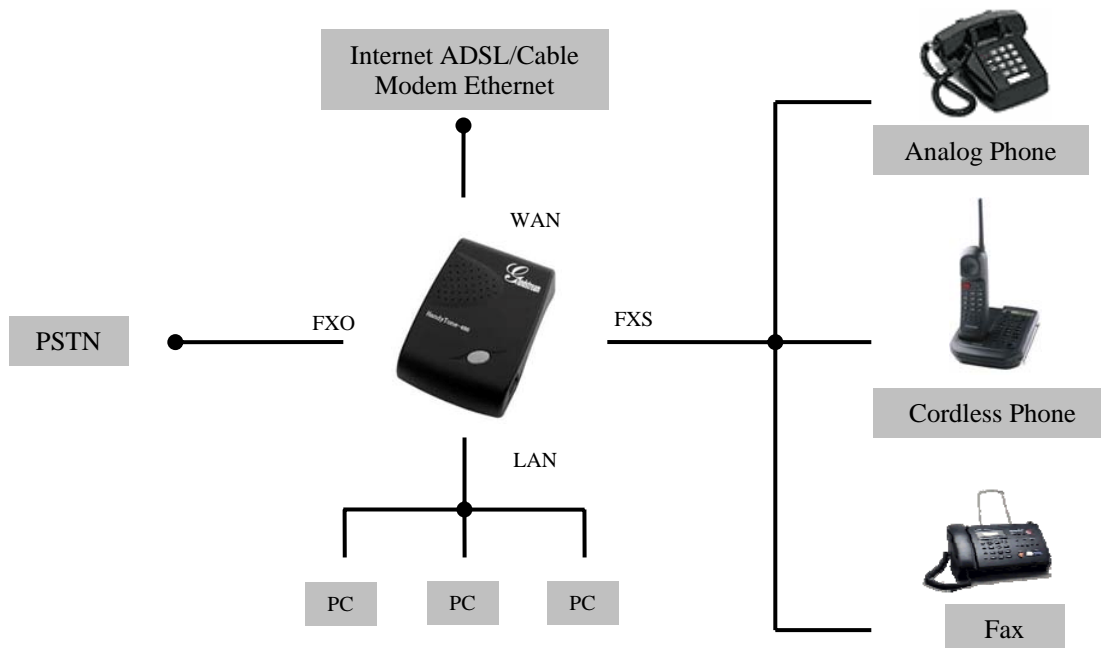 Internet ADSL/Cable
Modem Ethernet
Analog Phone
WAN
FXO
FXS
PSTN
Cordless Phone
LAN
PC
PC
PC
Fax